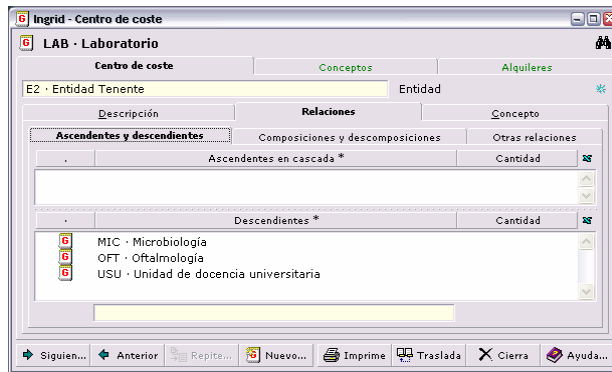 Ingrid - Centro de coste
LAB · Laboratorio
Centro de coste Conceptos Alquileres
E2 · Entidad Tenente Entidad
Descripción Relaciones Concepto
Ascendentes y descendientes Composiciones y descomposiciones Otras relaciones
. Ascendentes en cascada * Cantidad
. Descendientes * Cantidad
MIC · Microbiología
OFT · Oftalmología
USU · Unidad de docencia universitaria
Siguien... Anterior Repite... Nuevo... Imprime Traslada Cierra Ayuda...